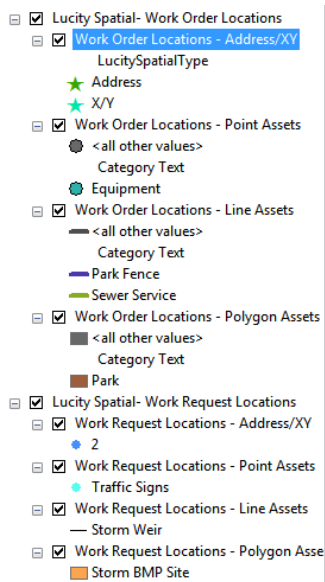 Lucity Spatial- Work Order Locations
Work Order Locations - Address/XY
LucitySpatialType
Address
X/Y
Work Order Locations - Point Assets
<all other values>
Category Text
Equipment
Work Order Locations - Line Assets
<all other values>
Category Text
Park Fence
Sewer Service
Work Order Locations - Polygon Assets
<all other values>
Category Text
Park
Lucity Spatial- Work Request Locations
Work Request Locations - Address/XY
2
Work Request Locations - Point Assets
Traffic Signs
Work Request Locations - Line Assets
Storm Weir
Work Request Locations - Polygon Asse
Storm BMP Site